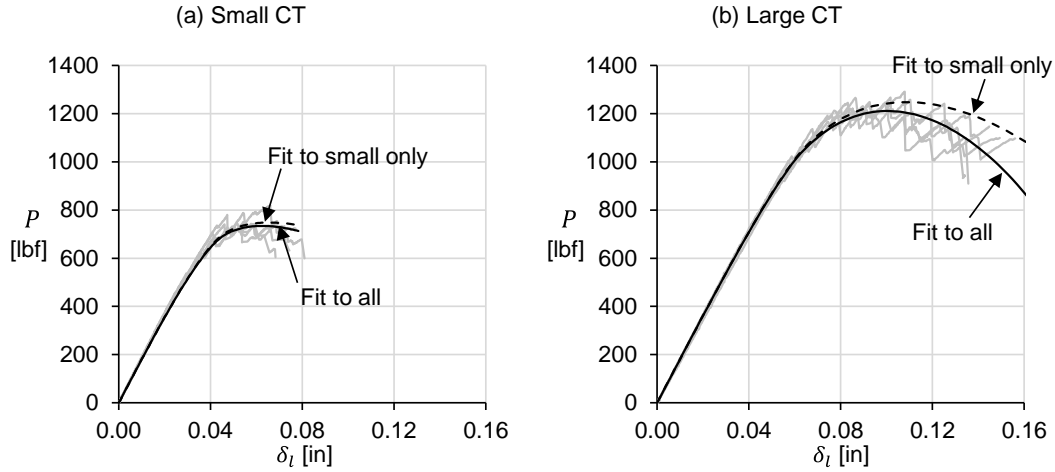 (a) Small CT
1400
1200
1000
800
600
400
200
0
P
[lbf]
Fit to small only
Fit to all
0.00 0.04 0.08 0.12 0.16
δl [in]
(b) Large CT
1400
1200
1000
800
600
400
200
0
P
[lbf]
Fit to small only
Fit to all
0.00 0.04 0.08 0.12 0.16
δl [in]